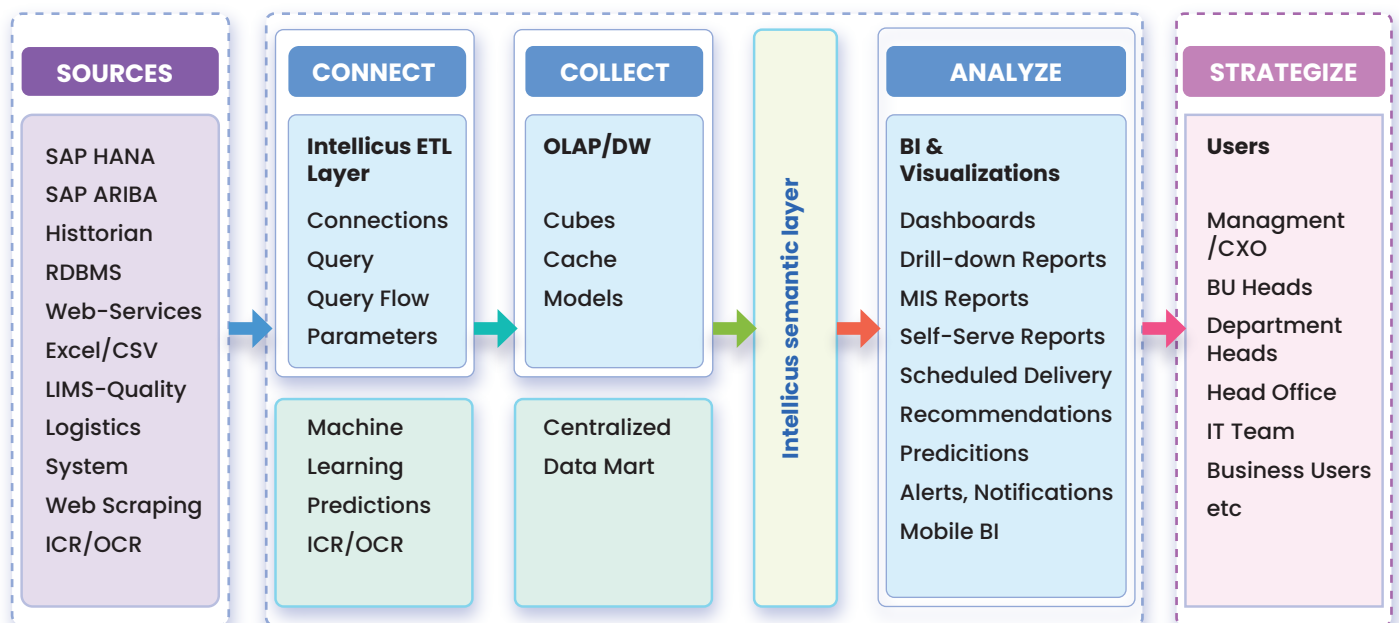 SOURCES
SAP HANA
SAP ARIBA
Histtorian
RDBMS
Web-Services
Excel/CSV
LIMS-Quality
Logistics
System
Web Scraping
ICR/OCR
CONNECT
Intellicus ETL
Layer
Connections
Query
Query Flow
Parameters
Machine
Learning
Predictions
ICR/OCR
COLLECT
OLAP/DW
Cubes
Cache
Models
Centralized
Data Mart
Intellicus semantic layer
ANALYZE
BI &
Visualizations
Dashboards
Drill-down Reports
MIS Reports
Self-Serve Reports
Scheduled Delivery
Recommendations
Predicitions
Alerts, Notifications
Mobile BI
STRATEGIZE
Users
Managment
/CXO
BU Heads
Department
Heads
Head Office
IT Team
Business Users
etc